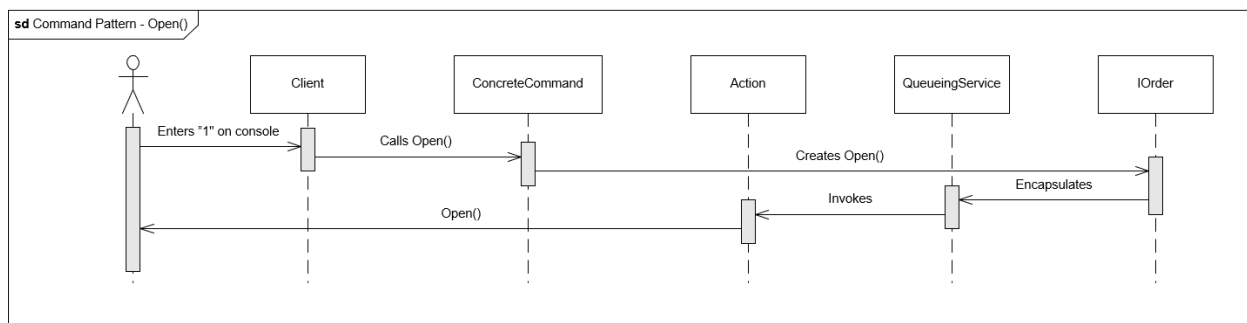 sd Command Pattern - Open()
Client
ConcreteCommand
Action
QueueingService
IOrder
Enters "1" on console
Calls Open()
Creates Open()
Encapsulates
Invokes
Open()